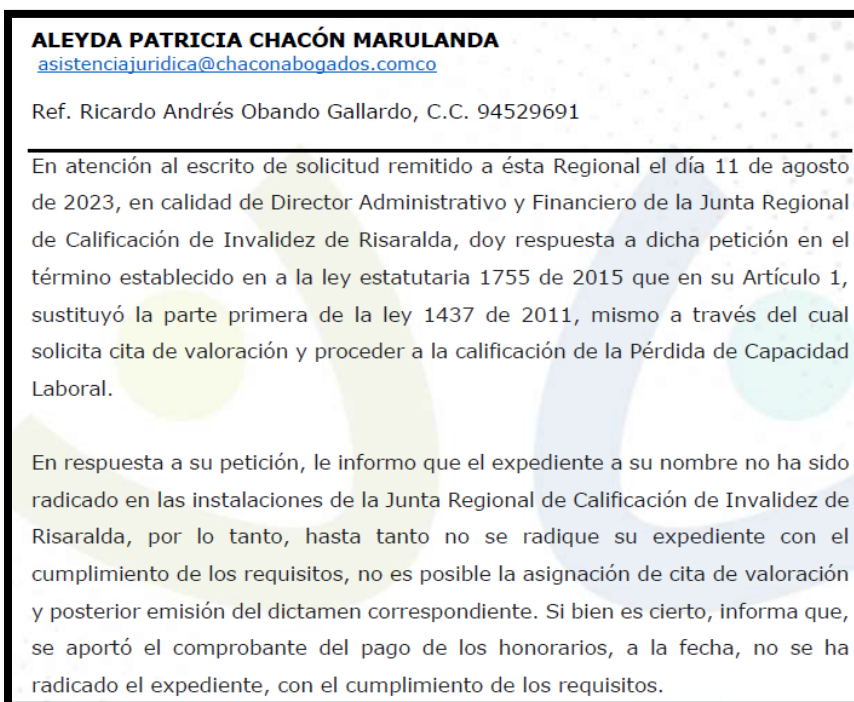 ALEYDA PATRICIA CHACÓN MARULANDA
asistenciajuridica@chaconabogados.comco
Ref. Ricardo Andrés Obando Gallardo, C.C. 94529691
En atención al escrito de solicitud remitido a ésta Regional el día 11 de agosto
de 2023, en calidad de Director Administrativo y Financiero de la Junta Regional
de Calificación de Invalidez de Risaralda, doy respuesta a dicha petición en el
término establecido en a la ley estatutaria 1755 de 2015 que en su Artículo 1,
sustituyó la parte primera de la ley 1437 de 2011, mismo a través del cual
solicita cita de valoración y proceder a la calificación de la Pérdida de Capacidad
Laboral.
En respuesta a su petición, le informo que el expediente a su nombre no ha sido
radicado en las instalaciones de la Junta Regional de Calificación de Invalidez de
Risaralda, por lo tanto, hasta tanto no se radique su expediente con el
cumplimiento de los requisitos, no es posible la asignación de cita de valoración
y posterior emisión del dictamen correspondiente. Si bien es cierto, informa que,
se aportó el comprobante del pago de los honorarios, a la fecha, no se ha
radicado el expediente, con el cumplimiento de los requisitos.